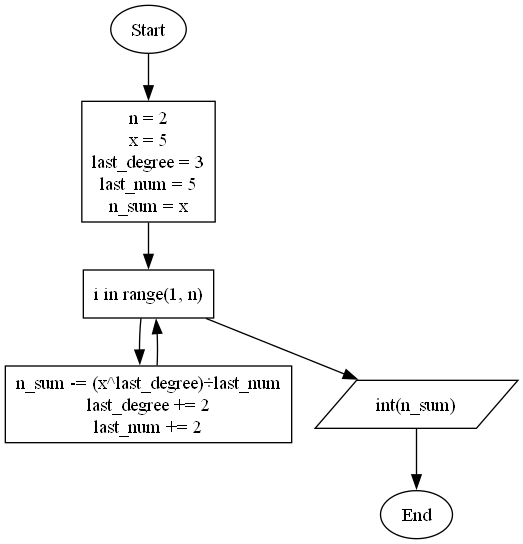 Start
n = 2
x = 5
last_degree = 3
last_num = 5
n_sum = x
i in range(1, n)
n_sum -= (x^last_degree)÷last_num
last_degree += 2
last_num += 2
int(n_sum)
End